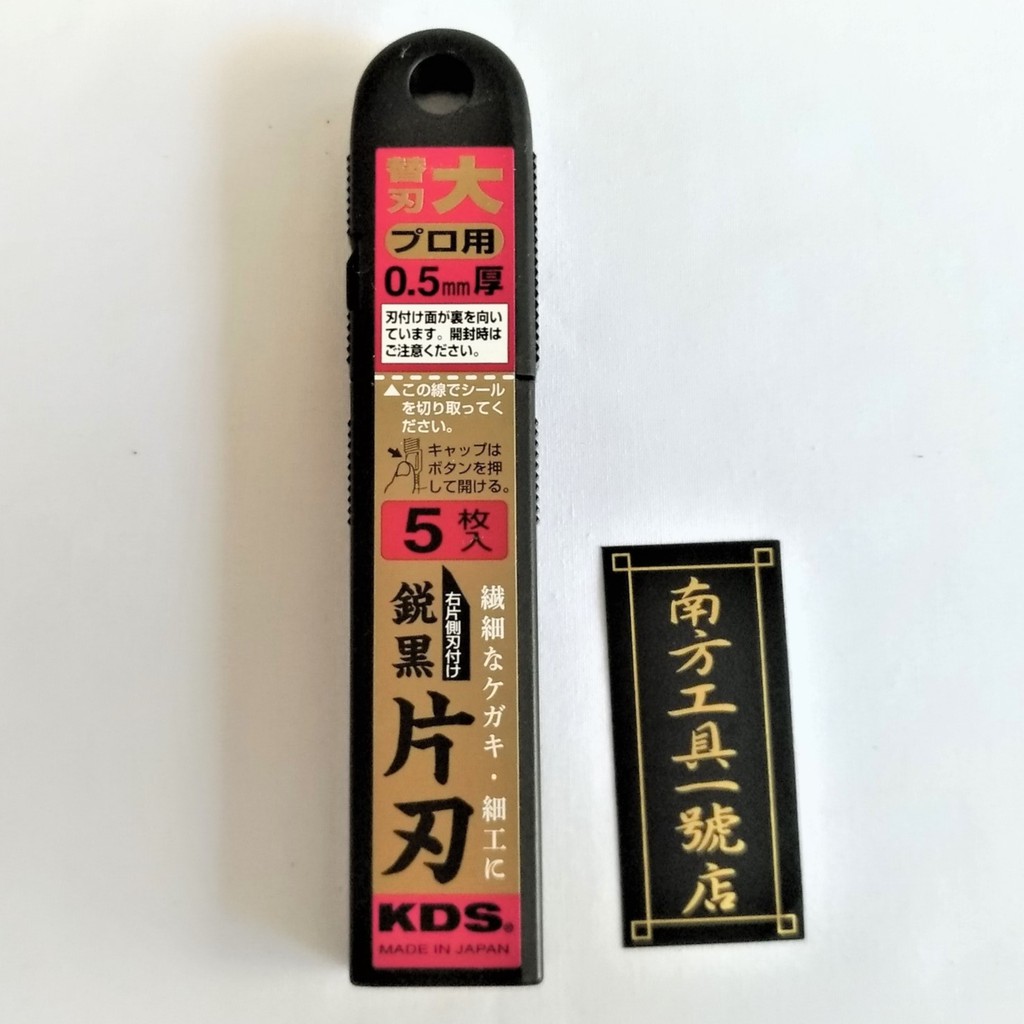 替刃 大
プロ用
0.5mm厚
刃付け面が裏を向い
ています。開封時は
ご注意ください。
▲この線でシール
を切り取ってく
ださい。
キャップは
ボタンを押
して開ける。
5枚入
繊細なケガキ・細工に
右片側刃付け
鋭黒
片刃
KDS®
MADE IN JAPAN
南方工具一號店